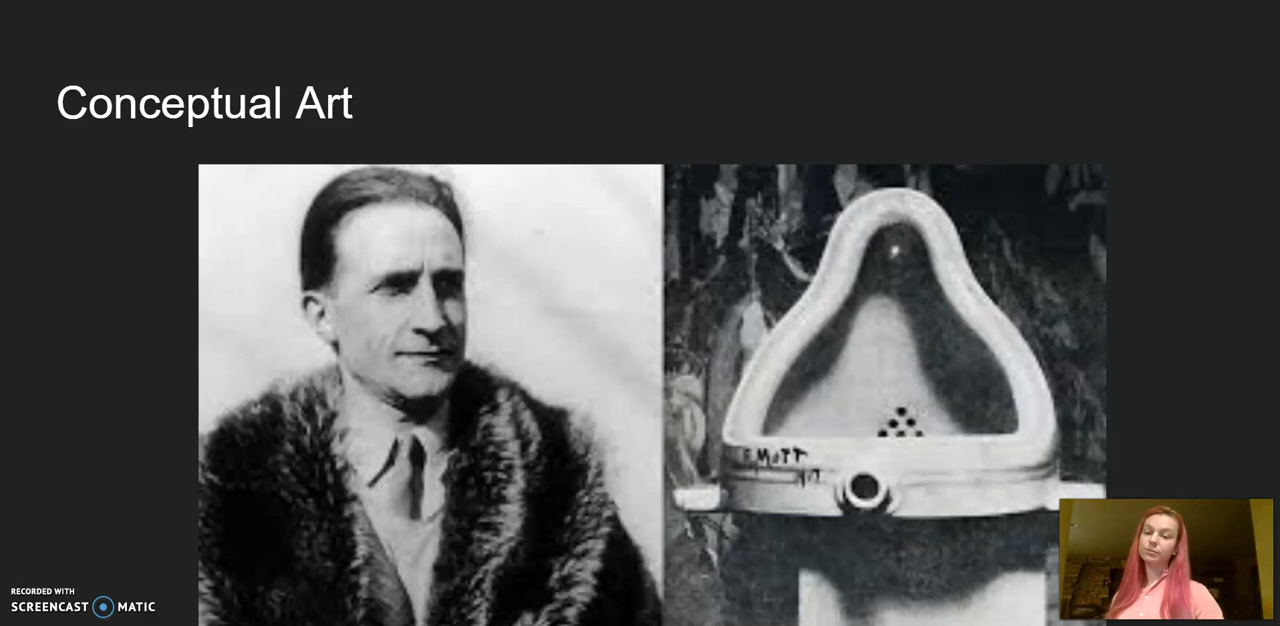 Conceptual Art
R. MUTT
1917
RECORDED WITH
SCREENCAST MATIC